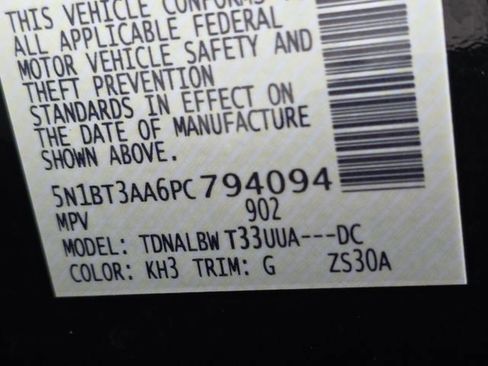 THIS VEHICLE CONFORMS
ALL APPLICABLE FEDERAL
MOTOR VEHICLE SAFETY AND
THEFT PREVENTION
STANDARDS IN EFFECT ON
THE DATE OF MANUFACTURE
SHOWN ABOVE.
5N1BT3AA6PC794094
MPV 902
MODEL: TDNALBW T33UUA---DC
COLOR: KH3 TRIM: G ZS30A